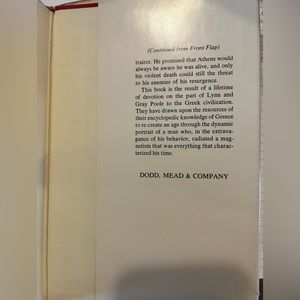 (Continued from Front Flap)
traitor. He promised that Athens would
always be aware he was alive, and only
his violent death could still the threat
to his enemies of his resurgence.
This book is the result of a lifetime
of devotion on the part of Lynn and
Gray Poole to the Greek civilization.
They have drawn upon the resources of
their encyclopedic knowledge of Greece
to re-create an age through the dynamic
portrait of a man who, in the extrava-
gance of his behavior, radiated a mag-
netism that was everything that charac-
terized his time.
DODD, MEAD & COMPANY